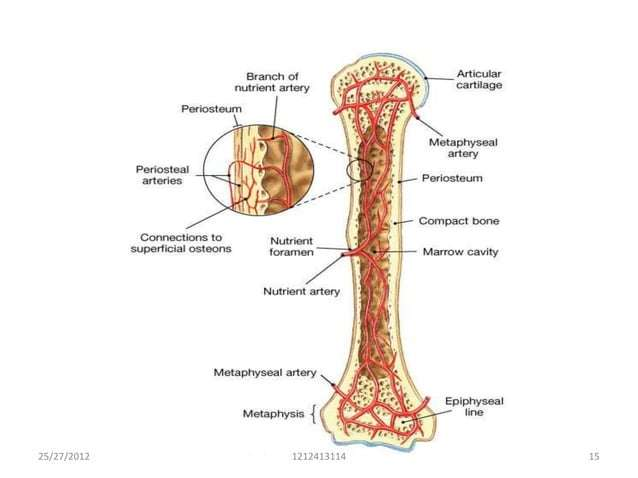 Branch of
nutrient artery
Articular
cartilage
Periosteum
Metaphyseal
artery
Periosteal
arteries
Periosteum
Compact bone
Connections to
superficial osteons
Nutrient
foramen
Marrow cavity
Nutrient artery
Metaphyseal artery
Epiphyseal
line
Metaphysis
25/27/2012
1212413114
15